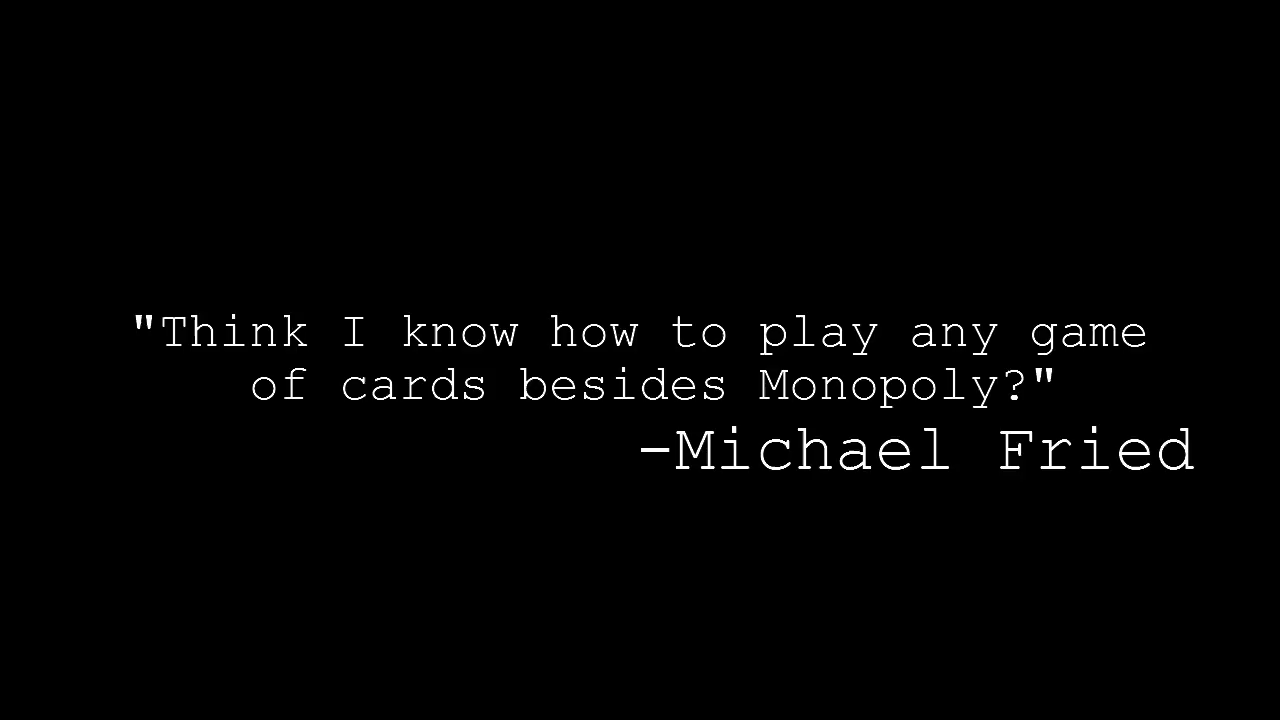 "Think I know how to play any game
of cards besides Monopoly?"
-Michael Fried